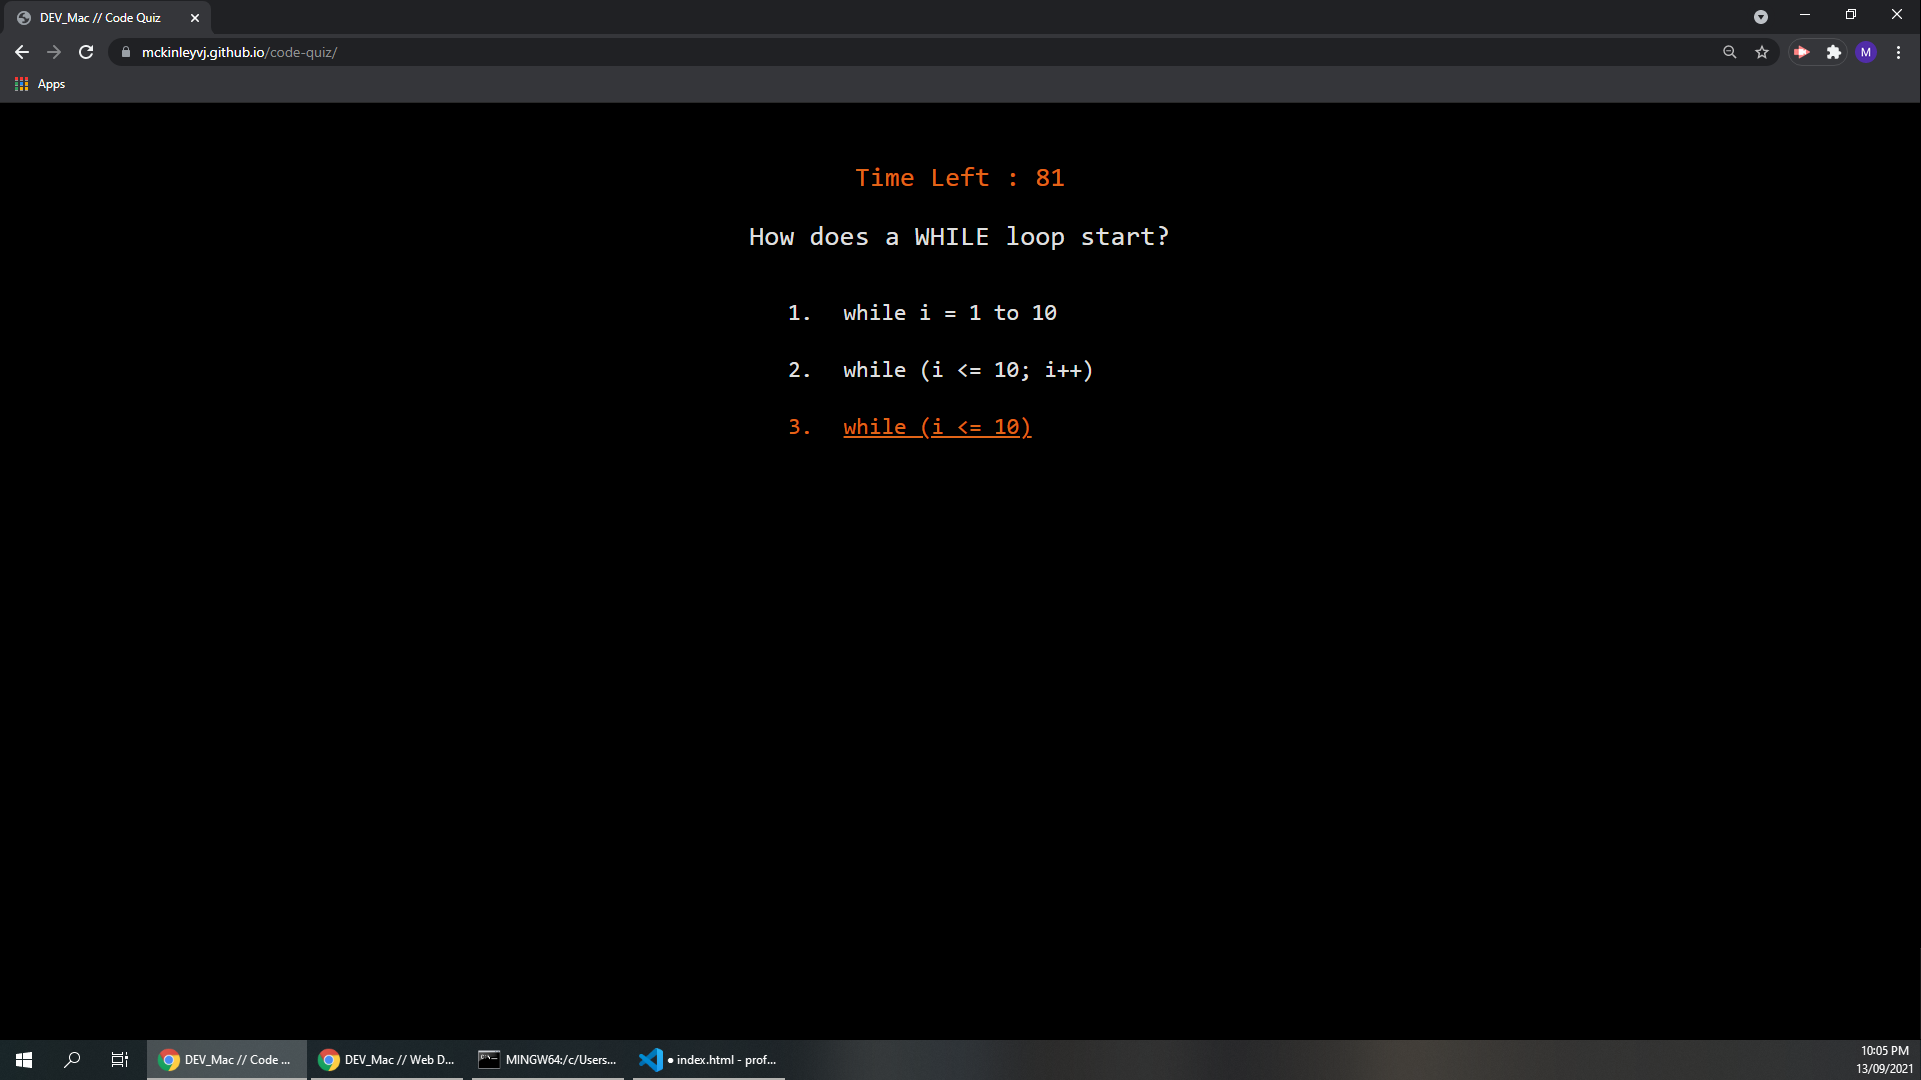 DEV_Mac // Code Quiz
mckinleyvj.github.io/code-quiz/
M
Apps
Time Left : 81
How does a WHILE loop start?
1. while i = 1 to 10
2. while (i <= 10; i++)
3. while (i <= 10)
DEV_Mac // Code ...
DEV_Mac // Web D...
MINGW64:/c/Users...
● index.html - prof...
10:05 PM
13/09/2021